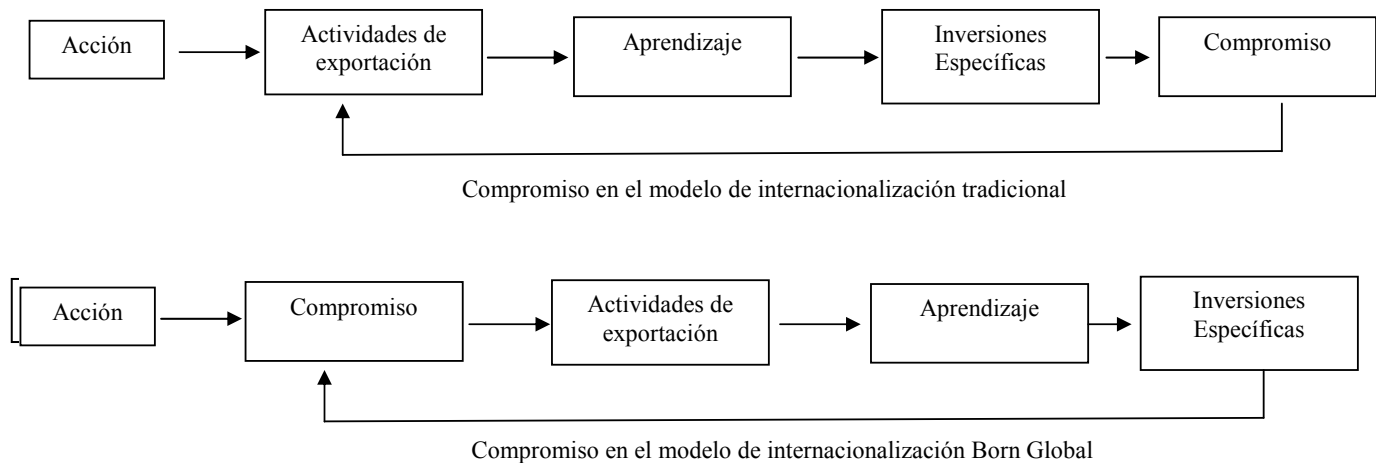 Acción
Actividades de
exportación
Aprendizaje
Inversiones
Específicas
Compromiso
Compromiso en el modelo de internacionalización tradicional
Acción
Compromiso
Actividades de
exportación
Aprendizaje
Inversiones
Específicas
Compromiso en el modelo de internacionalización Born Global